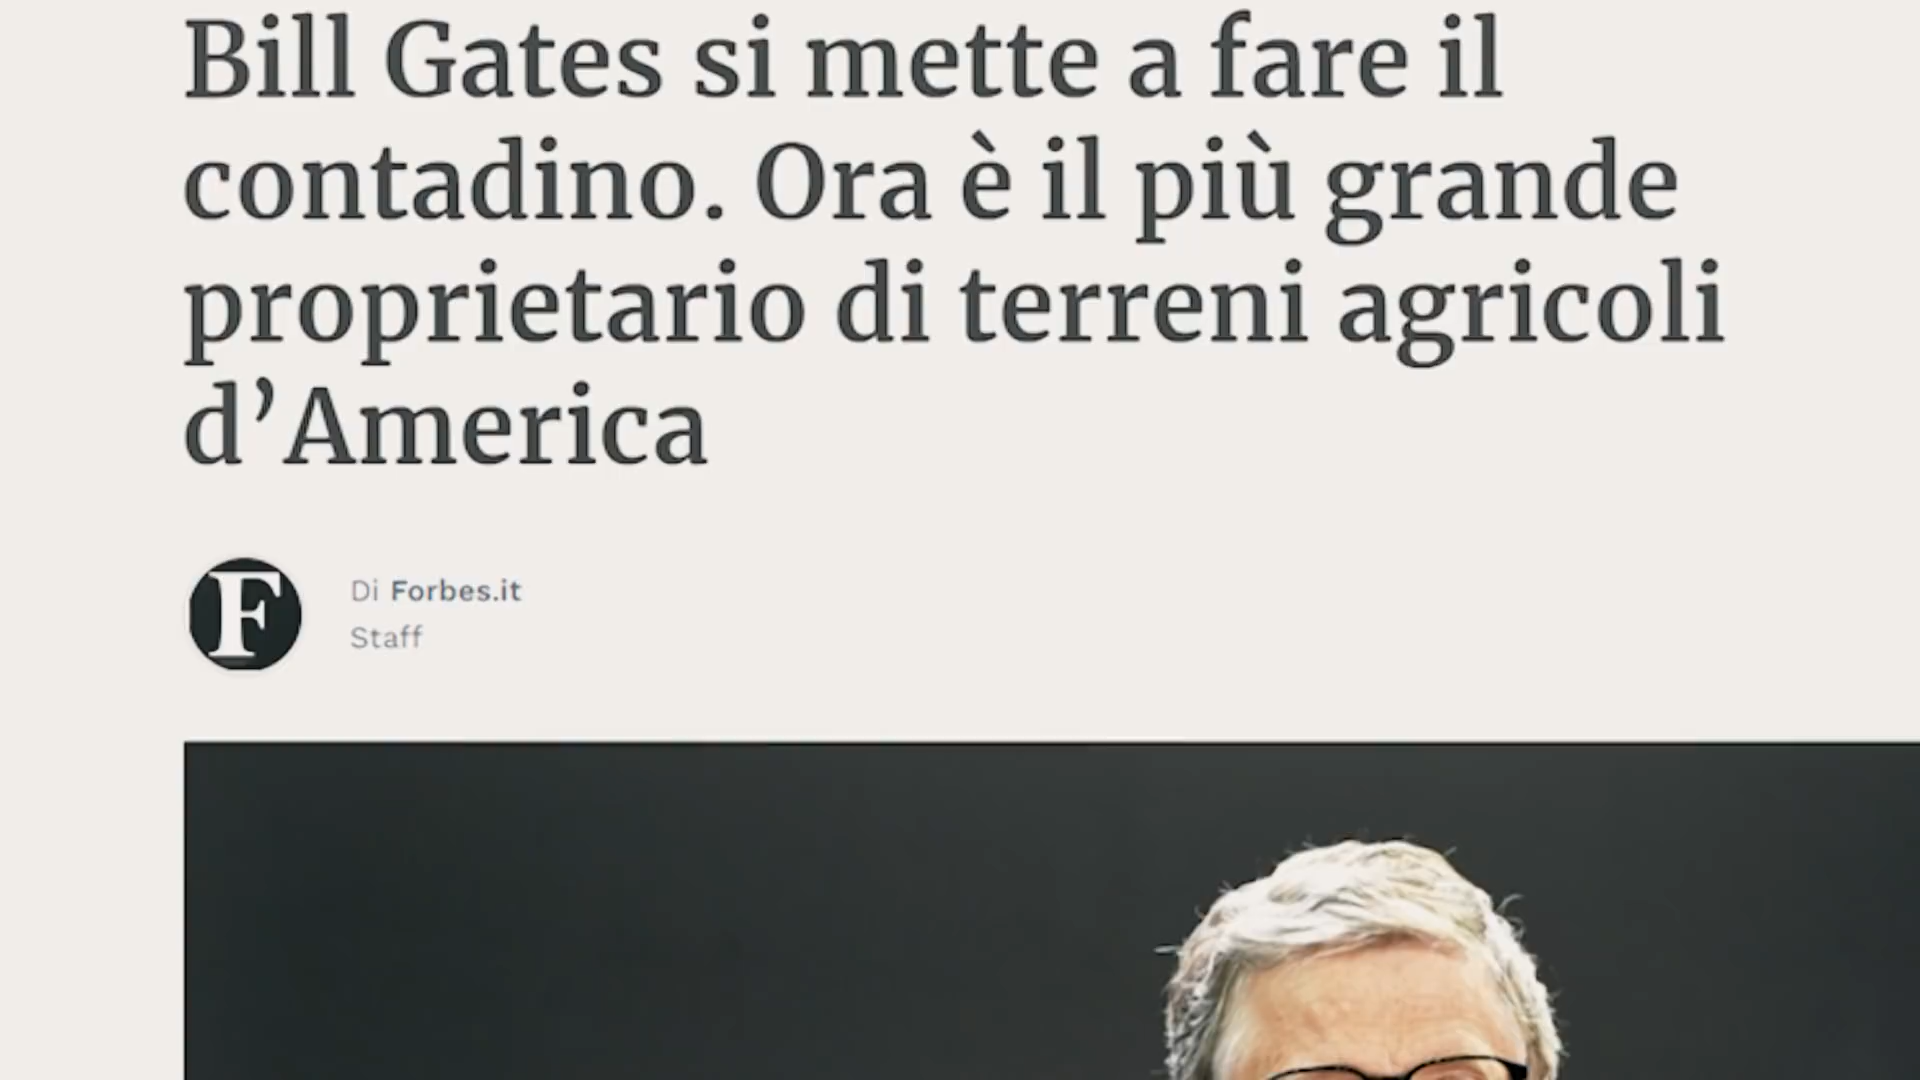 Bill Gates si mette a fare il
contadino. Ora è il più grande
proprietario di terreni agricoli
d’America
F
Di Forbes.it
Staff